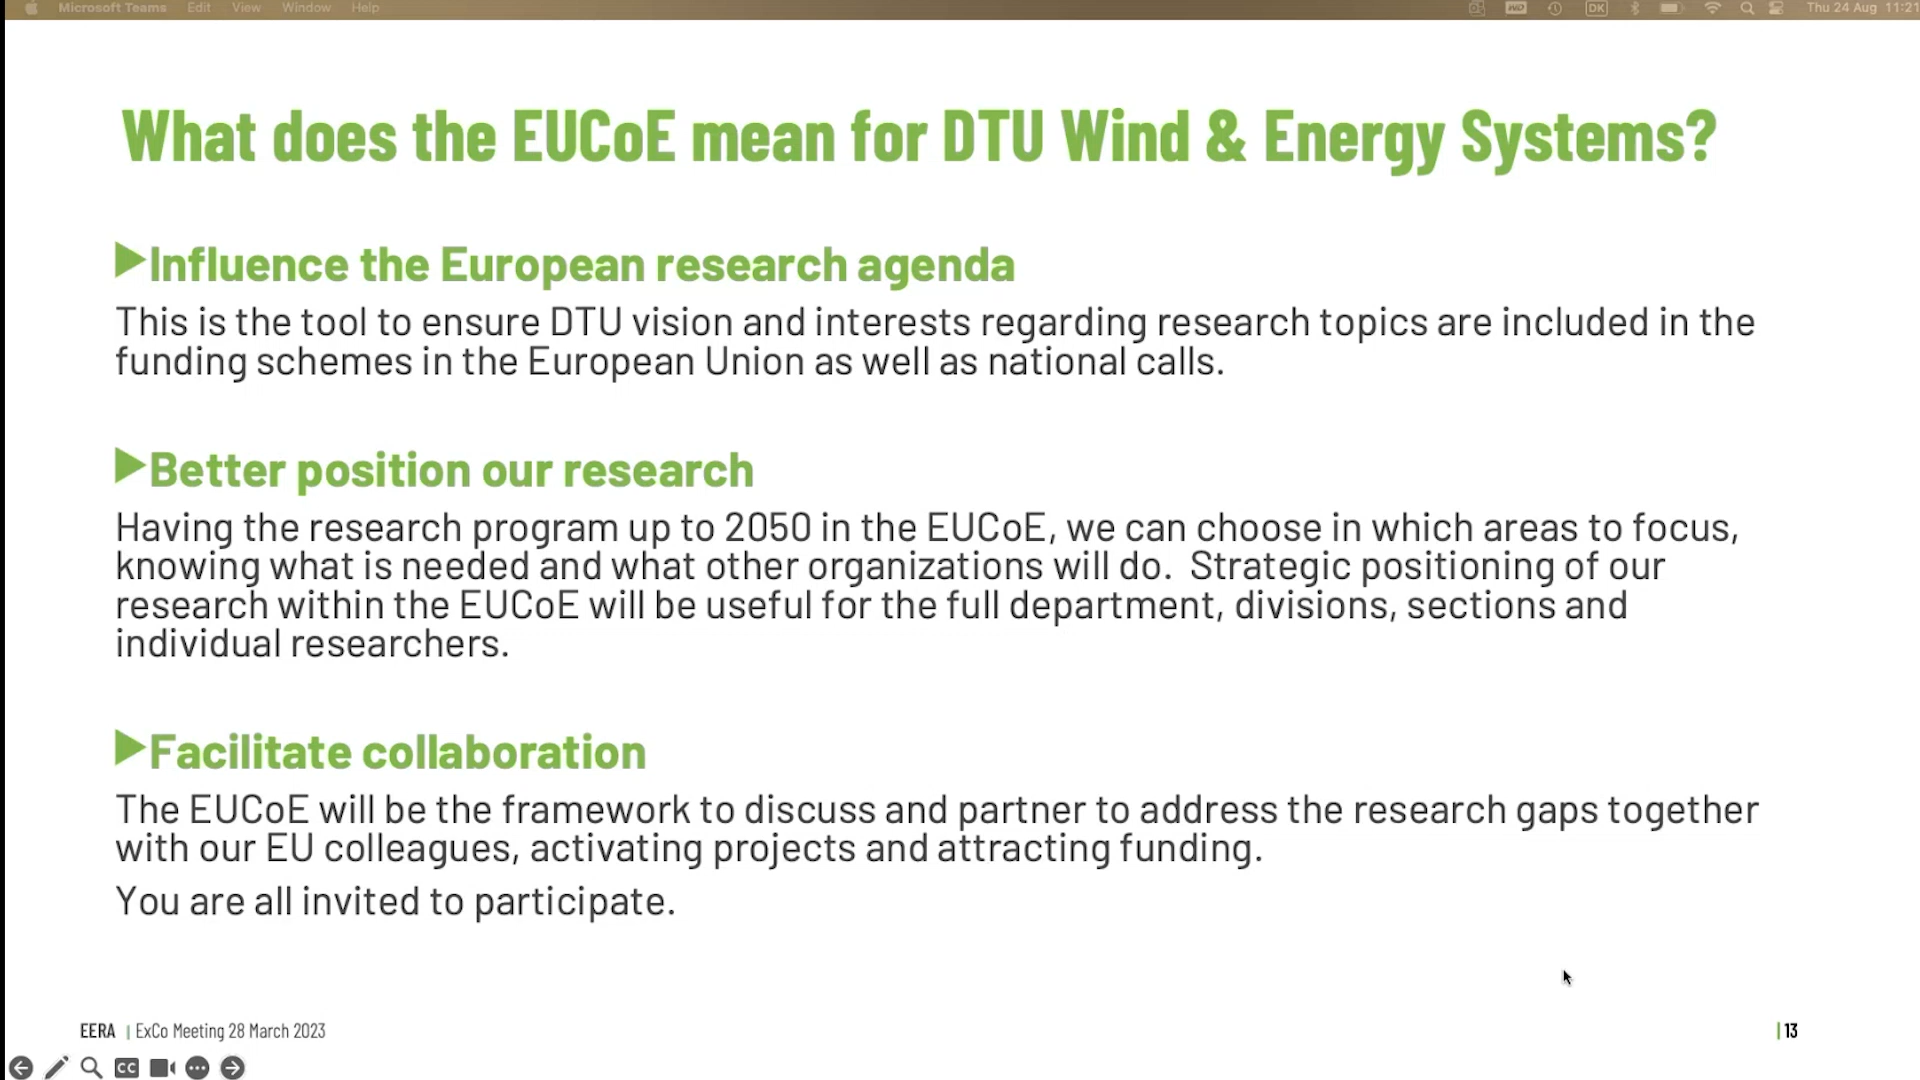 Microsoft Teams Edit View Window Help DK Thu 24 Aug 11:21
What does the EUCoE mean for DTU Wind & Energy Systems?
Influence the European research agenda
This is the tool to ensure DTU vision and interests regarding research topics are included in the
funding schemes in the European Union as well as national calls.
Better position our research
Having the research program up to 2050 in the EUCoE, we can choose in which areas to focus,
knowing what is needed and what other organizations will do.  Strategic positioning of our
research within the EUCoE will be useful for the full department, divisions, sections and
individual researchers.
Facilitate collaboration
The EUCoE will be the framework to discuss and partner to address the research gaps together
with our EU colleagues, activating projects and attracting funding.
You are all invited to participate.
EERA | ExCo Meeting 28 March 2023 | 13
CC